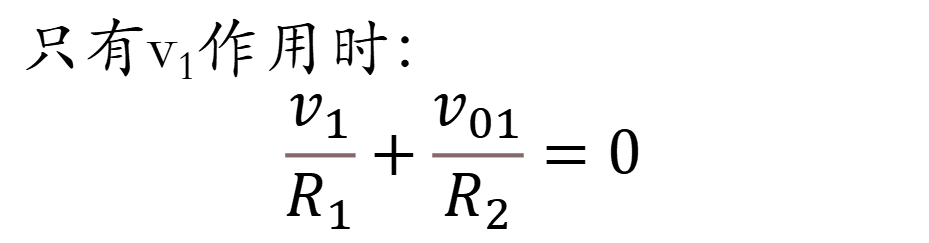 只有v₁作用时：
v₁/R₁ + v₀₁/R₂ = 0